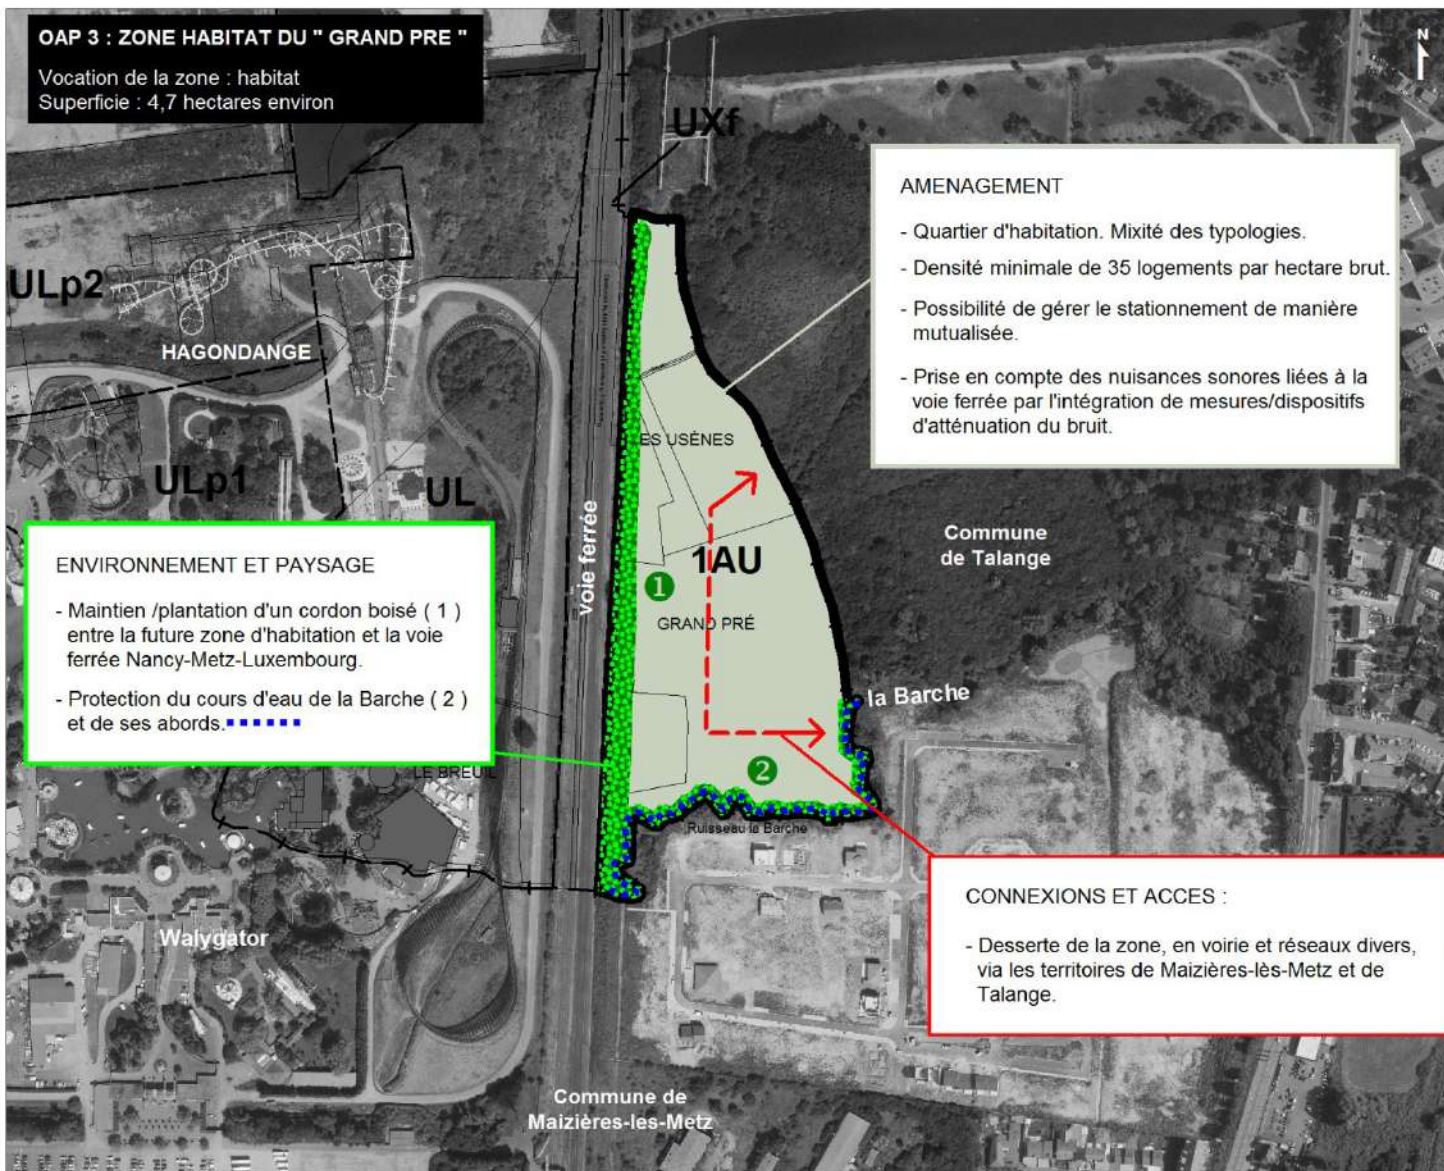 OAP 3 : ZONE HABITAT DU " GRAND PRE "
Vocation de la zone : habitat
Superficie : 4,7 hectares environ
N
UXf
AMENAGEMENT
- Quartier d'habitation. Mixité des typologies.
- Densité minimale de 35 logements par hectare brut.
- Possibilité de gérer le stationnement de manière
mutualisée.
- Prise en compte des nuisances sonores liées à la
voie ferrée par l'intégration de mesures/dispositifs
d'atténuation du bruit.
ULp2
HAGONDANGE
ULp1
UL
ES USÈNES
voie ferrée
1AU
1
GRAND PRÉ
Commune
de Talange
ENVIRONNEMENT ET PAYSAGE
- Maintien /plantation d'un cordon boisé ( 1 )
entre la future zone d'habitation et la voie
ferrée Nancy-Metz-Luxembourg.
- Protection du cours d'eau de la Barche ( 2 )
et de ses abords.
la Barche
2
LE BREUIL
Ruisseau la Barche
CONNEXIONS ET ACCES :
- Desserte de la zone, en voirie et réseaux divers,
via les territoires de Maizières-lès-Metz et de
Talange.
Walygator
Commune de
Maizières-les-Metz